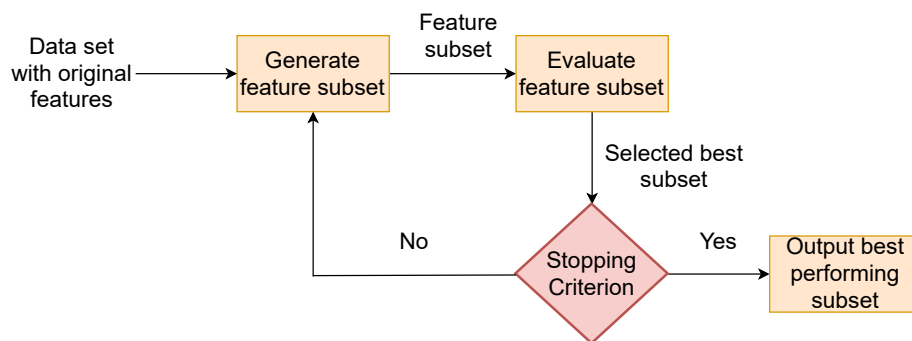 Data set
with original
features
Generate
feature subset
Feature
subset
Evaluate
feature subset
Selected best
subset
Stopping
Criterion
No
Yes
Output best
performing
subset